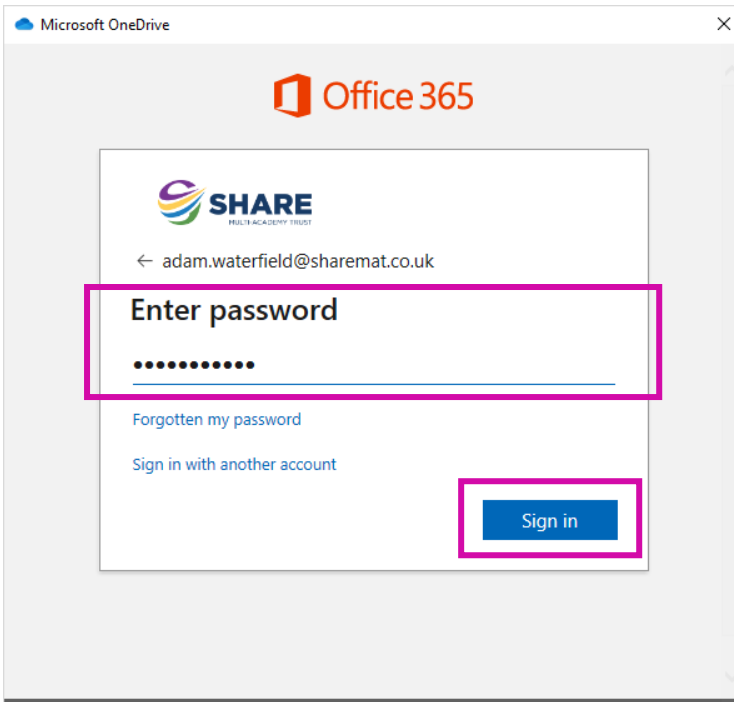 Microsoft OneDrive
Office 365
SHARE
MULTI-ACADEMY TRUST
adam.waterfield@sharemat.co.uk
Enter password
•••••••••••
Forgotten my password
Sign in with another account
Sign in